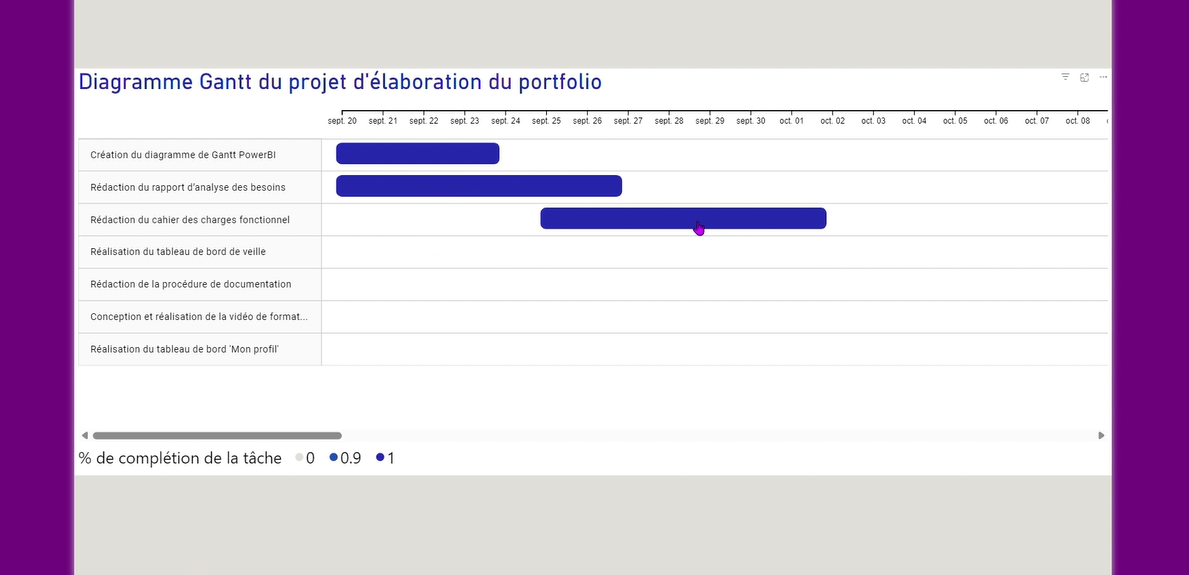 Diagramme Gantt du projet d'élaboration du portfolio
sept. 20 sept. 21 sept. 22 sept. 23 sept. 24 sept. 25 sept. 26 sept. 27 sept. 28 sept. 29 sept. 30 oct. 01 oct. 02 oct. 03 oct. 04 oct. 05 oct. 06 oct. 07 oct. 08
Création du diagramme de Gantt PowerBI
Rédaction du rapport d'analyse des besoins
Rédaction du cahier des charges fonctionnel
Réalisation du tableau de bord de veille
Rédaction de la procédure de documentation
Conception et réalisation de la vidéo de format...
Réalisation du tableau de bord 'Mon profil'
% de complétion de la tâche 0 0.9 1